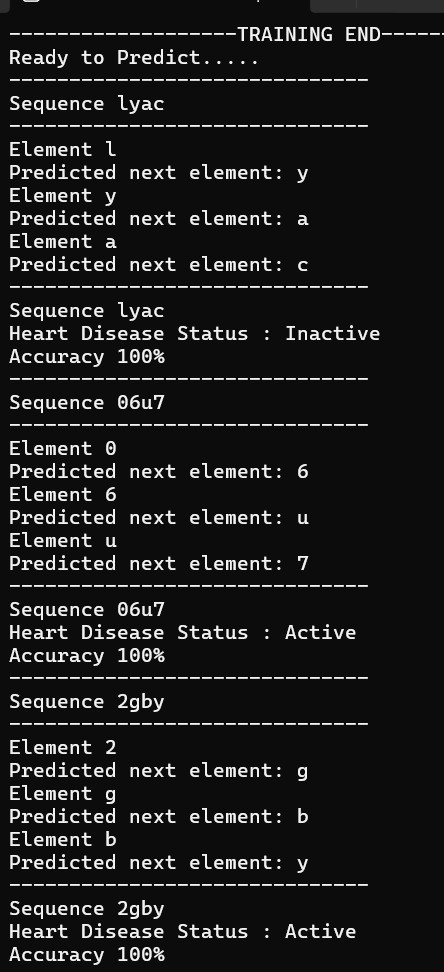 -------------------TRAINING END-----
Ready to Predict.....
------------------------------
Sequence lyac
------------------------------
Element l
Predicted next element: y
Element y
Predicted next element: a
Element a
Predicted next element: c
------------------------------
Sequence lyac
Heart Disease Status : Inactive
Accuracy 100%
------------------------------
Sequence 06u7
------------------------------
Element 0
Predicted next element: 6
Element 6
Predicted next element: u
Element u
Predicted next element: 7
------------------------------
Sequence 06u7
Heart Disease Status : Active
Accuracy 100%
------------------------------
Sequence 2gby
------------------------------
Element 2
Predicted next element: g
Element g
Predicted next element: b
Element b
Predicted next element: y
------------------------------
Sequence 2gby
Heart Disease Status : Active
Accuracy 100%